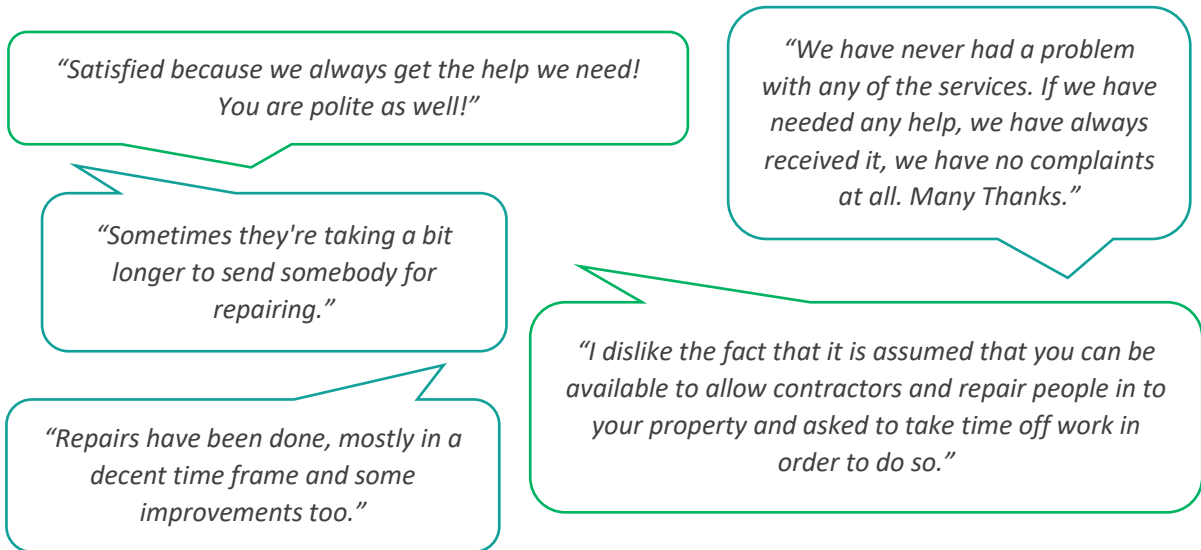 “Satisfied because we always get the help we need!
You are polite as well!”
“We have never had a problem
with any of the services. If we have
needed any help, we have always
received it, we have no complaints
at all. Many Thanks.”
“Sometimes they're taking a bit
longer to send somebody for
repairing.”
“I dislike the fact that it is assumed that you can be
available to allow contractors and repair people in to
your property and asked to take time off work in
order to do so.”
“Repairs have been done, mostly in a
decent time frame and some
improvements too.”